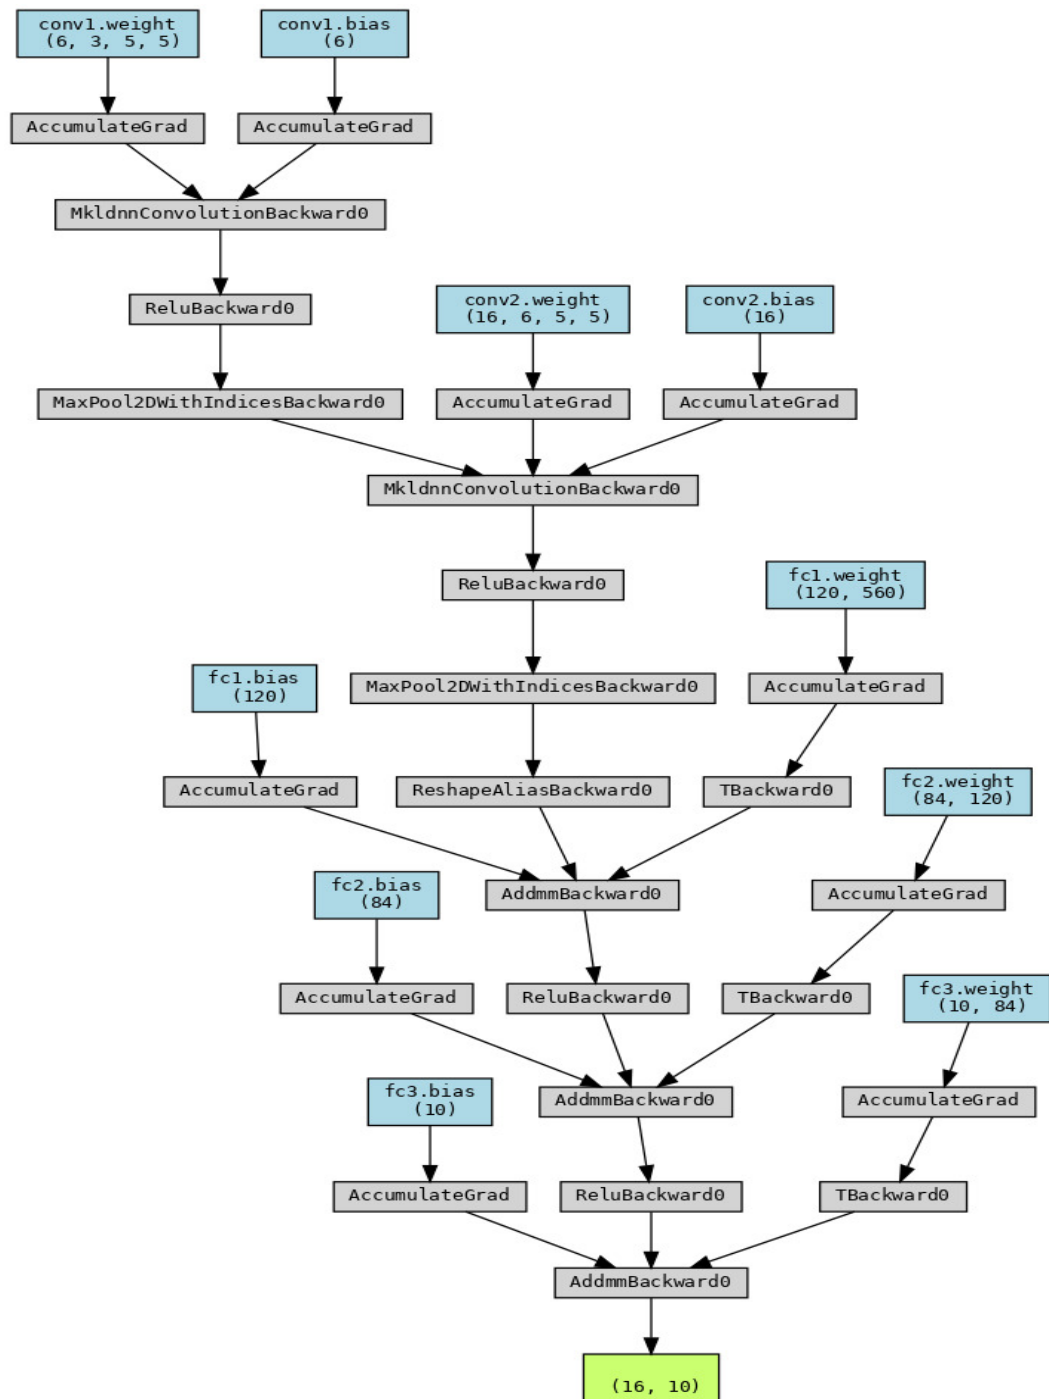 conv1.weight
(6, 3, 5, 5)
conv1.bias
(6)
AccumulateGrad
AccumulateGrad
MkldnnConvolutionBackward0
ReluBackward0
conv2.weight
(16, 6, 5, 5)
conv2.bias
(16)
MaxPool2DWithIndicesBackward0
AccumulateGrad
AccumulateGrad
MkldnnConvolutionBackward0
ReluBackward0
fc1.weight
(120, 560)
fc1.bias
(120)
MaxPool2DWithIndicesBackward0
AccumulateGrad
AccumulateGrad
ReshapeAliasBackward0
TBackward0
fc2.weight
(84, 120)
fc2.bias
(84)
AddmmBackward0
AccumulateGrad
AccumulateGrad
ReluBackward0
TBackward0
fc3.weight
(10, 84)
fc3.bias
(10)
AddmmBackward0
AccumulateGrad
AccumulateGrad
ReluBackward0
TBackward0
AddmmBackward0
(16, 10)